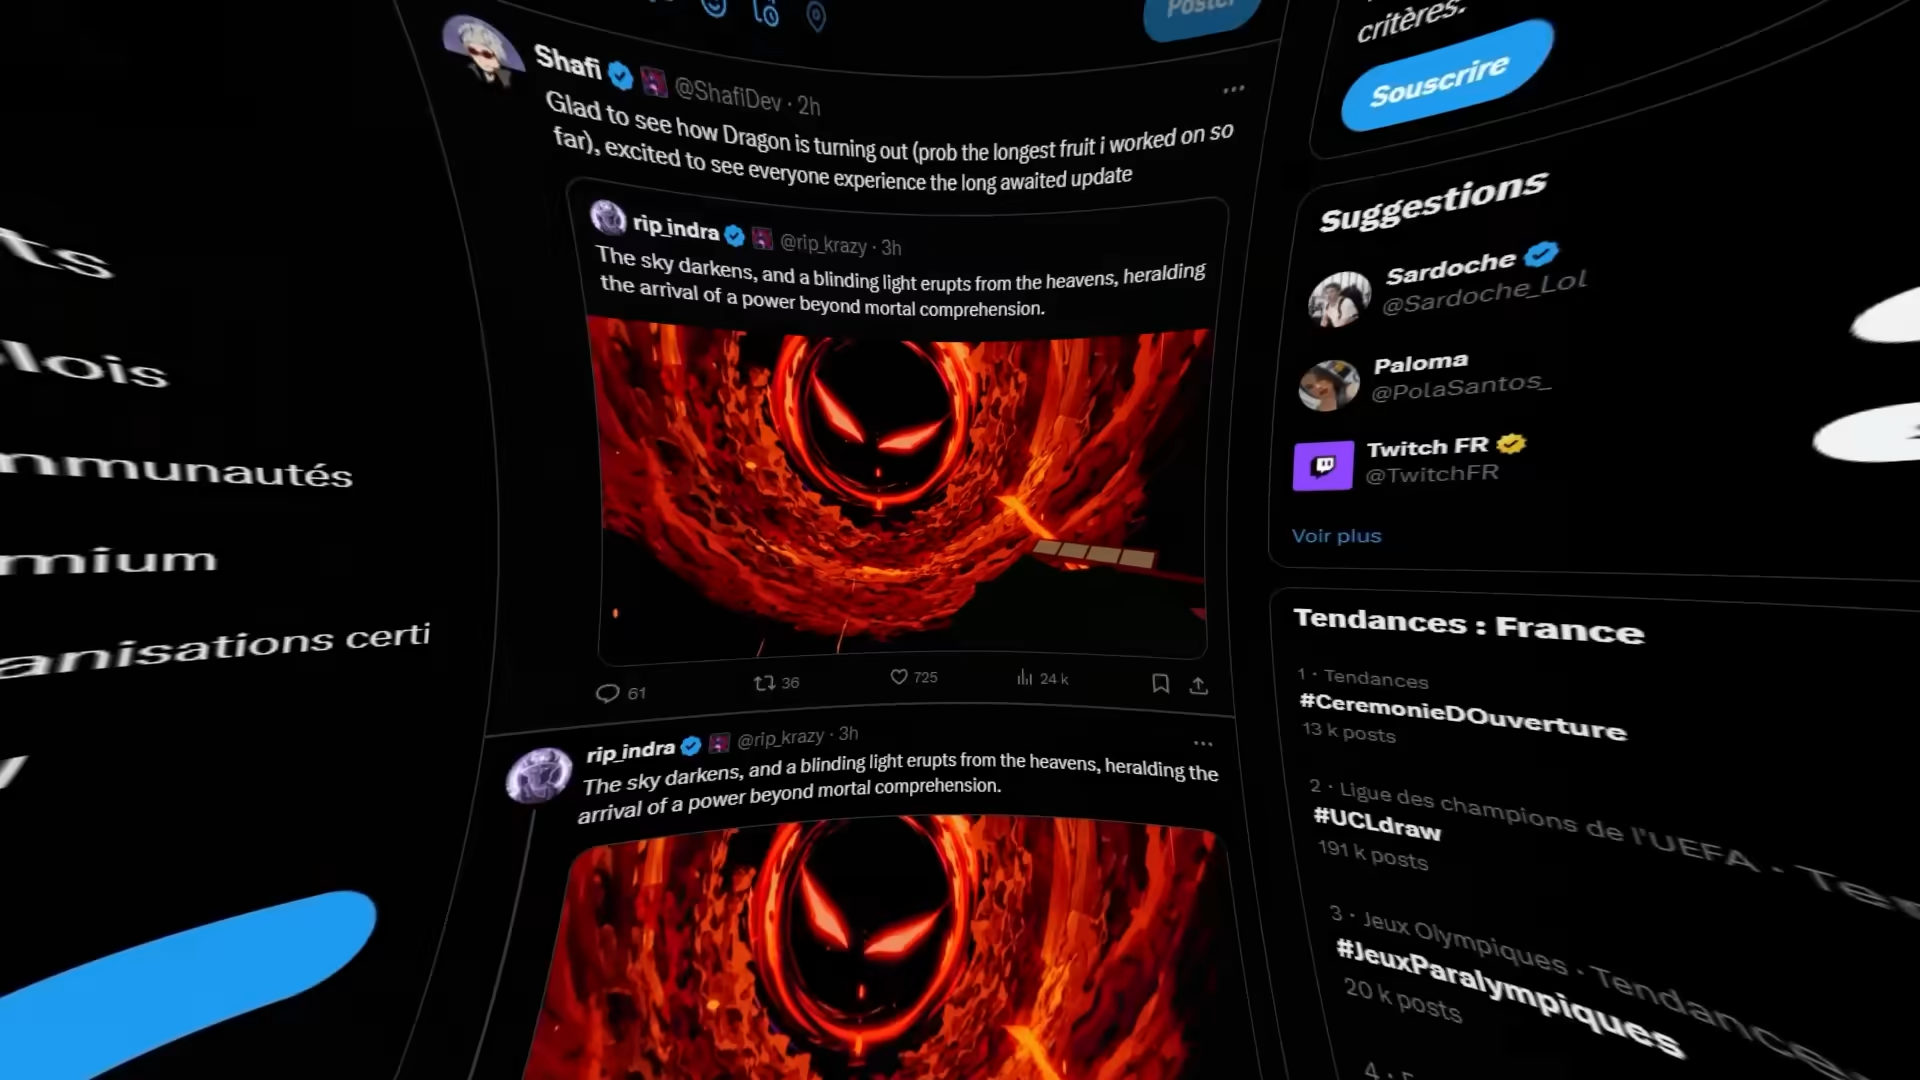 ts
lois
mmunautés
mium
anisations certi
Poster
Shafi @ShafiDev · 2h
Glad to see how Dragon is turning out (prob the longest fruit i worked on so
far), excited to see everyone experience the long awaited update
rip_indra @rip_krazy · 3h
The sky darkens, and a blinding light erupts from the heavens, heralding
the arrival of a power beyond mortal comprehension.
61 36 725 24 k
rip_indra @rip_krazy · 3h
The sky darkens, and a blinding light erupts from the heavens, heralding the
arrival of a power beyond mortal comprehension.
critères.
Souscrire
Suggestions
Sardoche
@Sardoche_Lol
Paloma
@PolaSantos_
Twitch FR
@TwitchFR
Voir plus
Tendances : France
1 · Tendances
#CeremonieDOuverture
13 k posts
2 · Ligue des champions de l'UEFA · Te
#UCLdraw
191 k posts
3 · Jeux Olympiques · Tendances
#JeuxParalympiques
20 k posts
4 ·